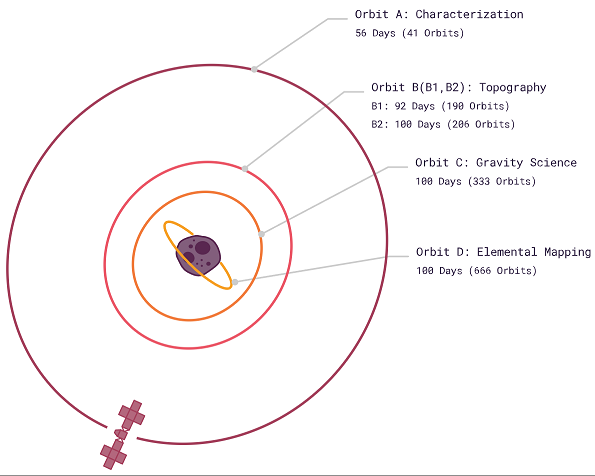 Orbit A: Characterization
56 Days (41 Orbits)
Orbit B(B1,B2): Topography
B1: 92 Days (190 Orbits)
B2: 100 Days (206 Orbits)
Orbit C: Gravity Science
100 Days (333 Orbits)
Orbit D: Elemental Mapping
100 Days (666 Orbits)